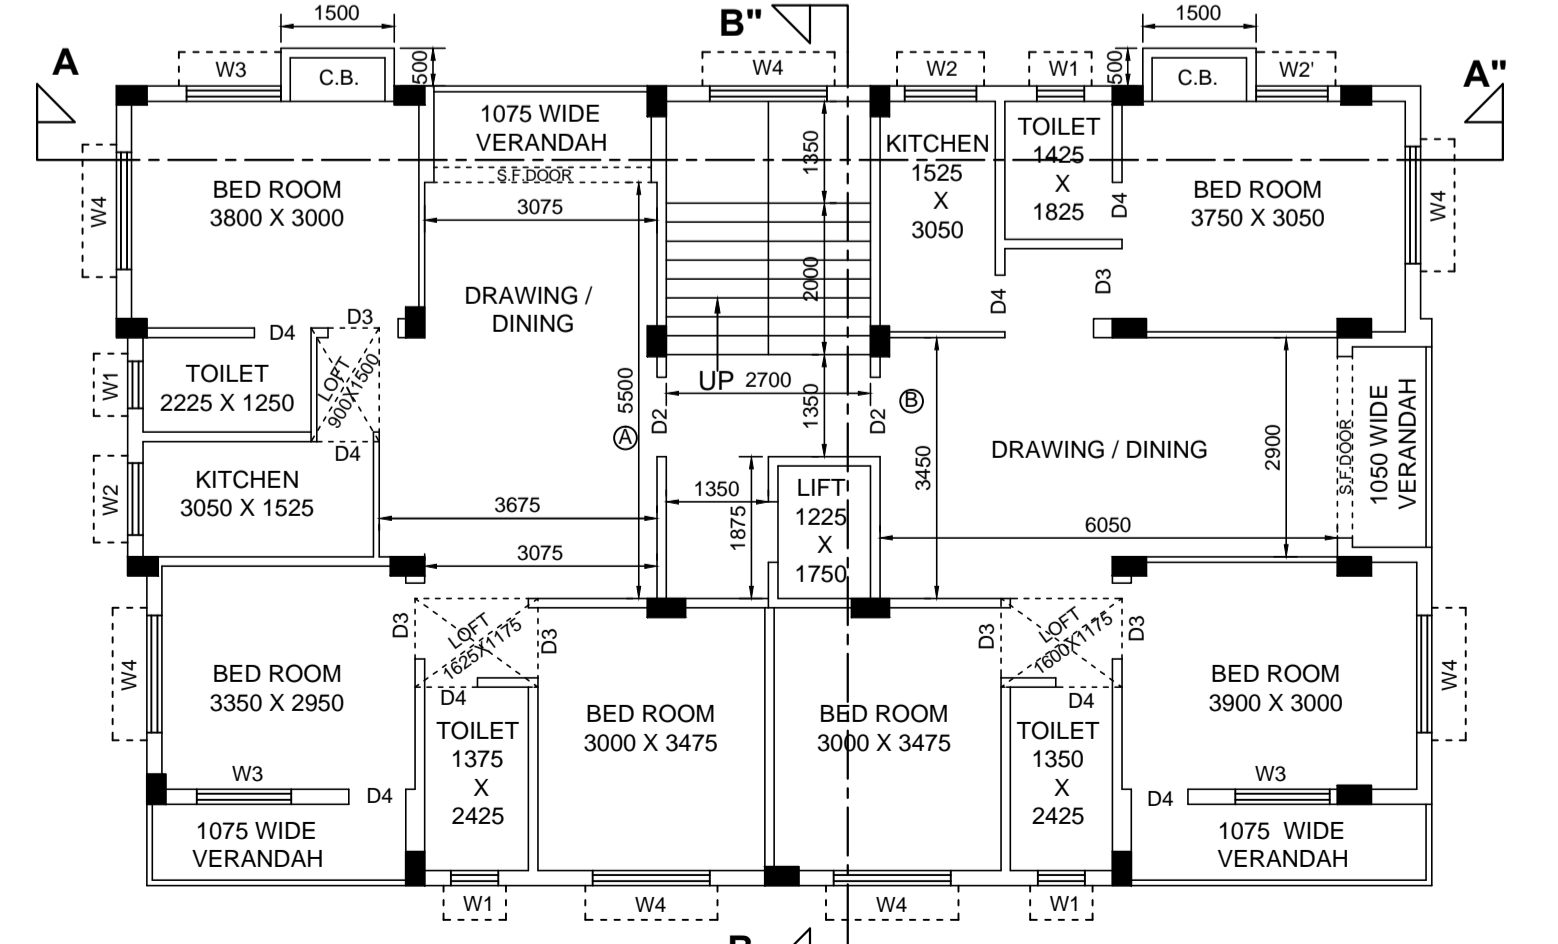 1500
B"
1500
A
W3
C.B.
500
W4
W2
W1
500
C.B.
W2'
A"
1075 WIDE
VERANDAH
S.F.DOOR
1350
KITCHEN
1525
X
3050
TOILET
1425
X
1825
D4
W4
BED ROOM
3800 X 3000
3075
BED ROOM
3750 X 3050
W4
DRAWING /
DINING
2000
D4
D3
D3
D4
LOFT
900X1500
W1
TOILET
2225 X 1250
5500
A
D2
UP
2700
1350
D2
B
3450
DRAWING / DINING
2900
S.F.DOOR
1050 WIDE
VERANDAH
D4
W2
KITCHEN
3050 X 1525
3675
1350
1875
LIFT
1225
X
1750
6050
3075
D3
LOFT
1625X1175
D3
D3
LOFT
1600X1175
D3
W4
BED ROOM
3350 X 2950
D4
TOILET
1375
X
2425
BED ROOM
3000 X 3475
BED ROOM
3000 X 3475
D4
TOILET
1350
X
2425
BED ROOM
3900 X 3000
W4
W3
D4
D4
W3
1075 WIDE
VERANDAH
1075 WIDE
VERANDAH
W1
W4
W4
W1
B